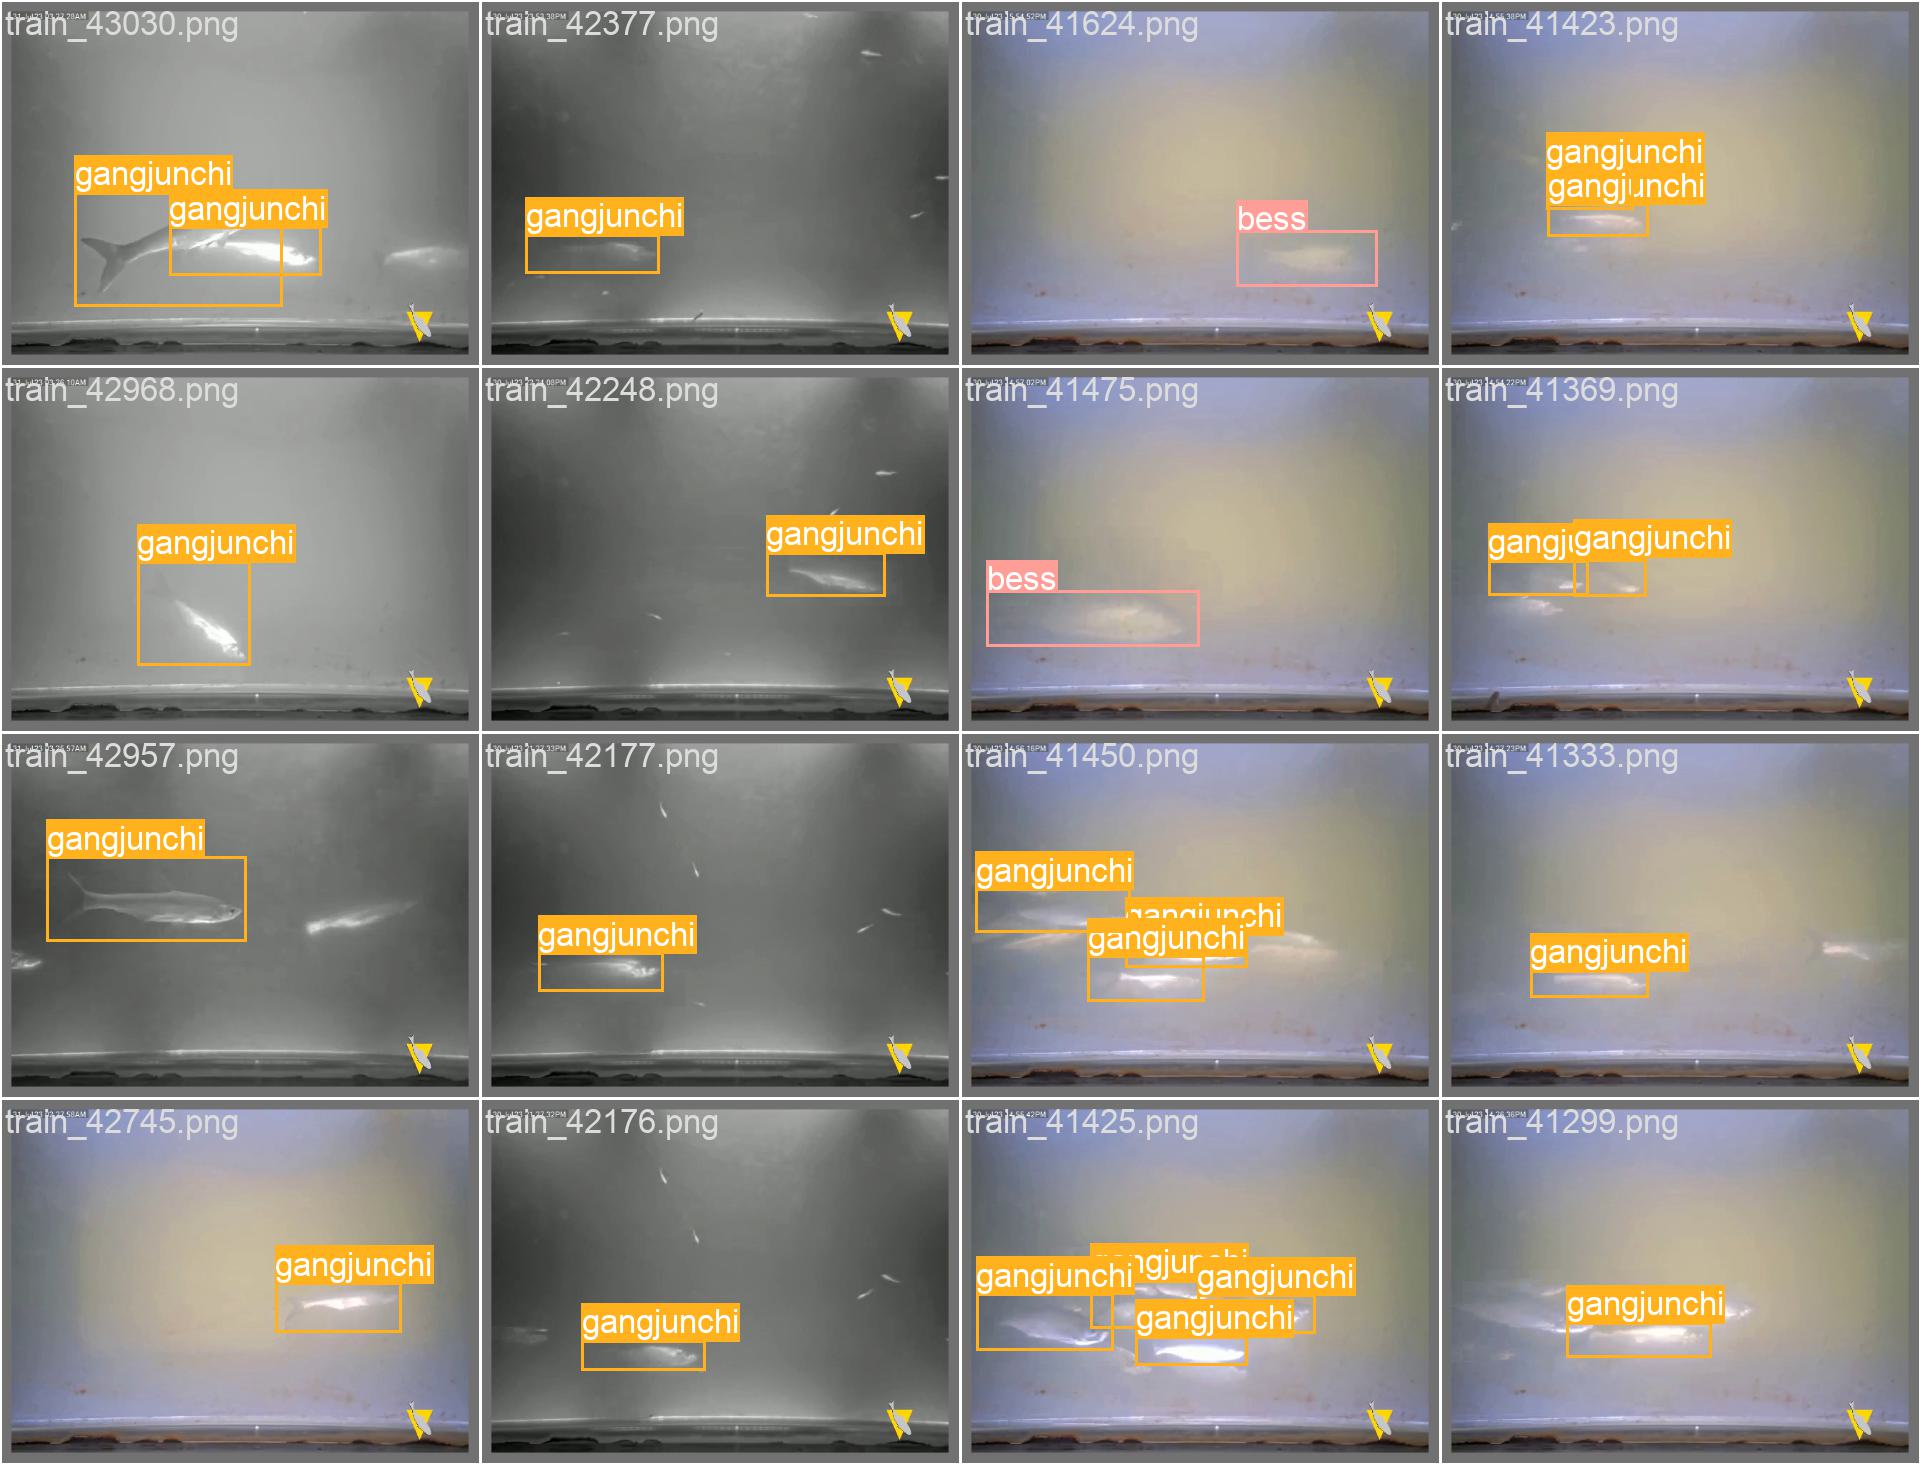 train_43030.png
gangjunchi
gangjunchi
train_42377.png
gangjunchi
train_41624.png
bess
train_41423.png
gangjunchi
gangjunchi
train_42968.png
gangjunchi
train_42248.png
gangjunchi
train_41475.png
bess
train_41369.png
gangju
gangjunchi
train_42957.png
gangjunchi
train_42177.png
gangjunchi
train_41450.png
gangjunchi
gangjunchi
gangjunchi
train_41333.png
gangjunchi
train_42745.png
gangjunchi
train_42176.png
gangjunchi
train_41425.png
gangjunchi
gangjunchi
gangjunchi
gangjunchi
train_41299.png
gangjunchi